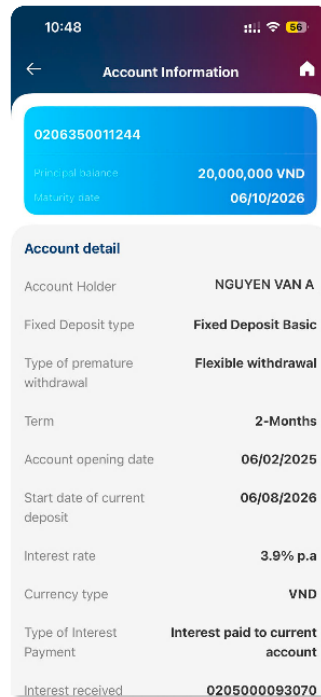 10:48
56
Account Information
0206350011244
Principal balance 20,000,000 VND
Maturity date 06/10/2026
Account detail
Account Holder NGUYEN VAN A
Fixed Deposit type Fixed Deposit Basic
Type of premature Flexible withdrawal
withdrawal
Term 2-Months
Account opening date 06/02/2025
Start date of current 06/08/2026
deposit
Interest rate 3.9% p.a
Currency type VND
Type of Interest Interest paid to current
Payment account
Interest received 0205000093070